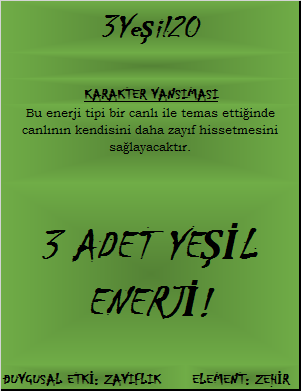 3Yeşil20
KARAKTER YANSIMASI
Bu enerji tipi bir canlı ile temas ettiğinde
canlının kendisini daha zayıf hissetmesini
sağlayacaktır.
3 ADET YEŞİL
ENERJİ!
DUYGUSAL ETKİ: ZAYIFLIK ELEMENT: ZEHİR